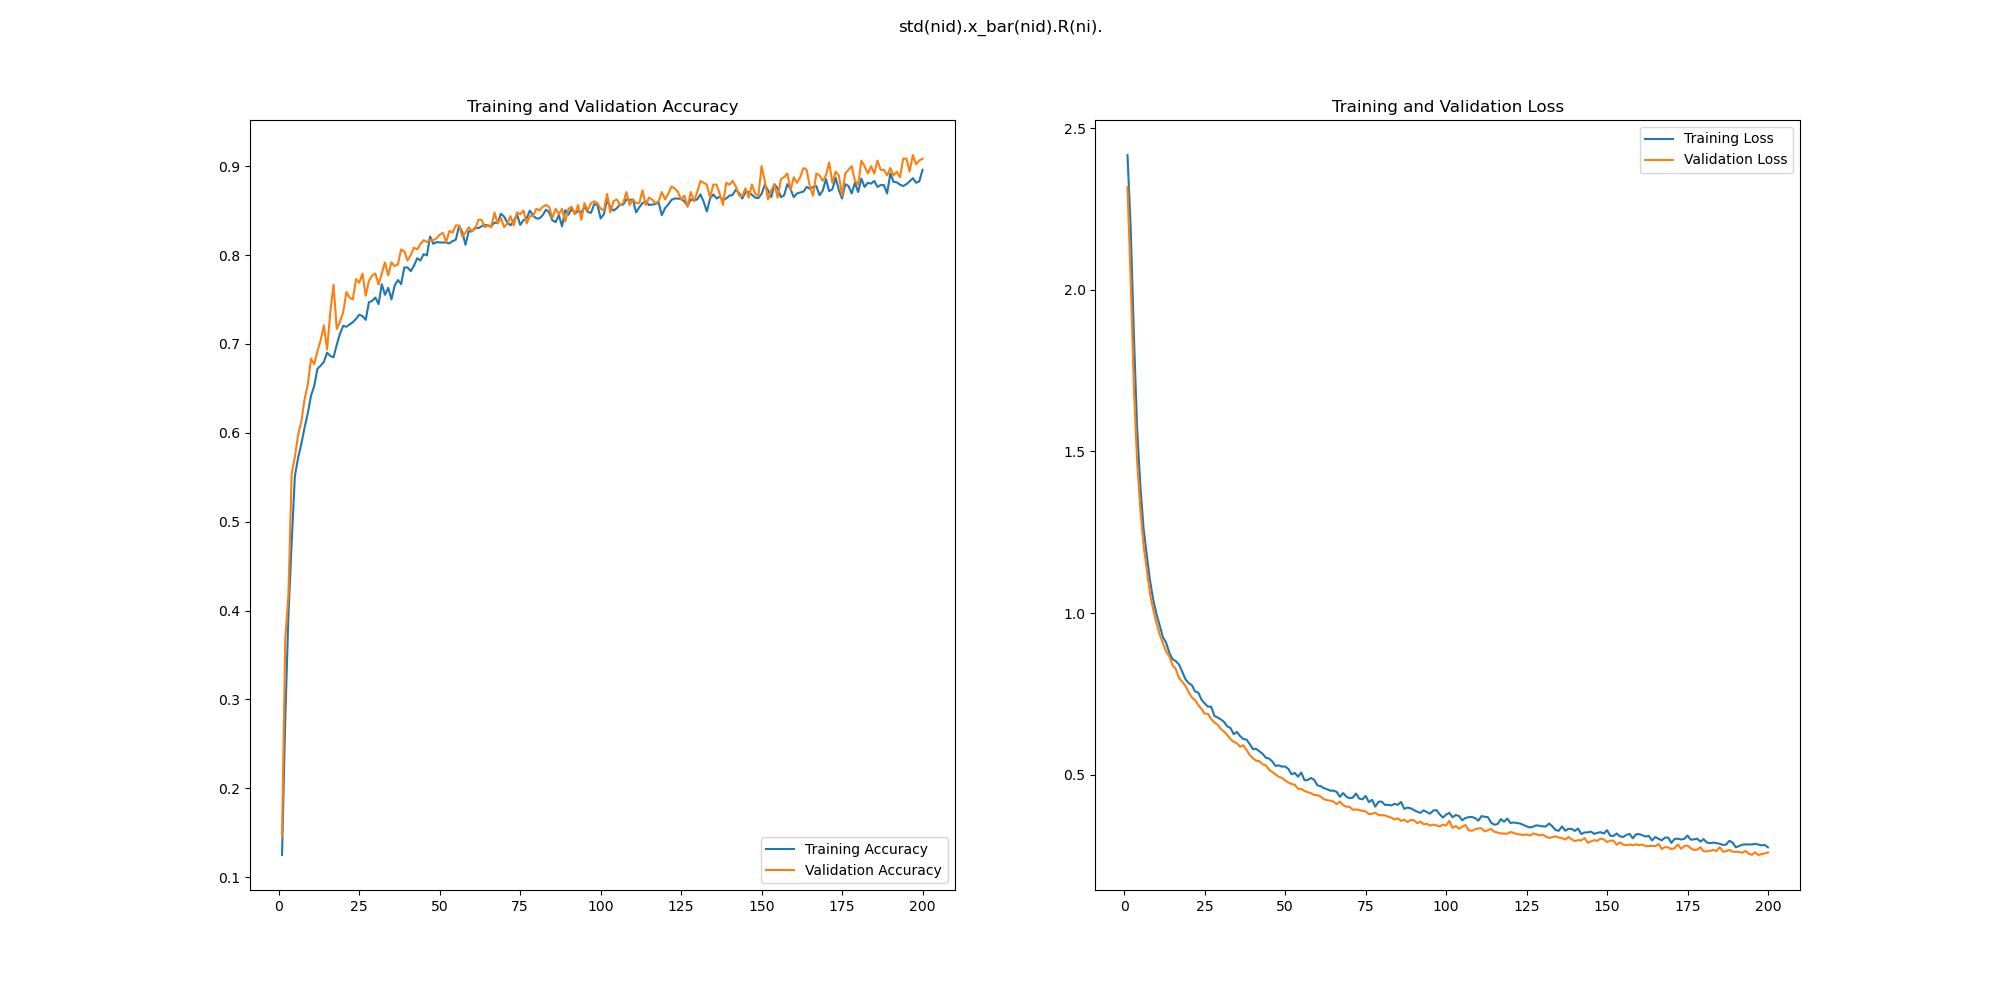 std(nid).x_bar(nid).R(ni).
Training and Validation Accuracy
0.9
0.8
0.7
0.6
0.5
0.4
0.3
0.2
0.1
0 25 50 75 100 125 150 175 200
Training Accuracy
Validation Accuracy
Training and Validation Loss
2.5
2.0
1.5
1.0
0.5
0 25 50 75 100 125 150 175 200
Training Loss
Validation Loss